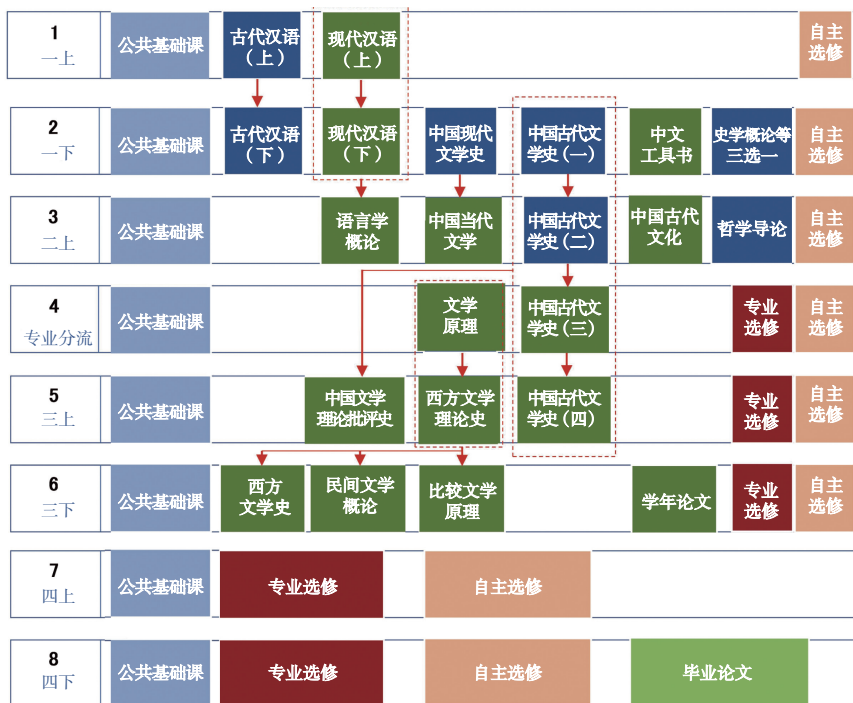 1
一上
公共基础课
古代汉语
（上）
现代汉语
（上）
自主
选修
2
一下
公共基础课
古代汉语
（下）
现代汉语
（下）
中国现代
文学史
中国古代文
学史（一）
中文
工具书
史学概论等
三选一
自主
选修
3
二上
公共基础课
语言学
概论
中国当代
文学
中国古代文
学史（二）
中国古代
文化
哲学导论
自主
选修
4
专业分流
公共基础课
文学
原理
中国古代文
学史（三）
专业
选修
自主
选修
5
三上
公共基础课
中国文学
理论批评史
西方文学
理论史
中国古代文
学史（四）
专业
选修
自主
选修
6
三下
公共基础课
西方
文学史
民间文学
概论
比较文学
原理
学年论文
专业
选修
自主
选修
7
四上
公共基础课
专业选修
自主选修
8
四下
公共基础课
专业选修
自主选修
毕业论文